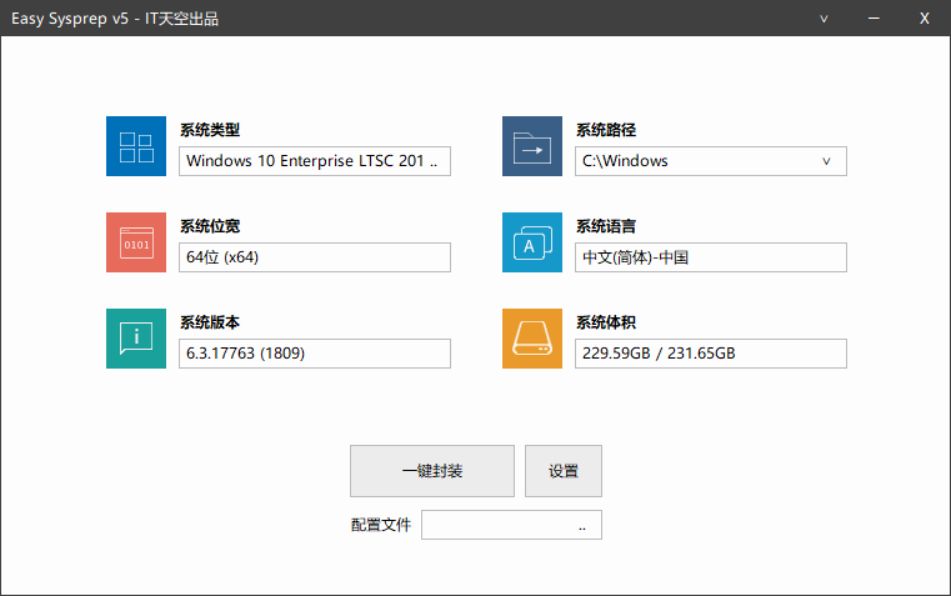 Easy Sysprep v5 - IT天空出品
系统类型
Windows 10 Enterprise LTSC 201 ..
系统路径
C:\Windows
系统位宽
0101
64位 (x64)
系统语言
A
中文(简体)-中国
系统版本
i
6.3.17763 (1809)
系统体积
229.59GB / 231.65GB
一键封装
设置
配置文件
..